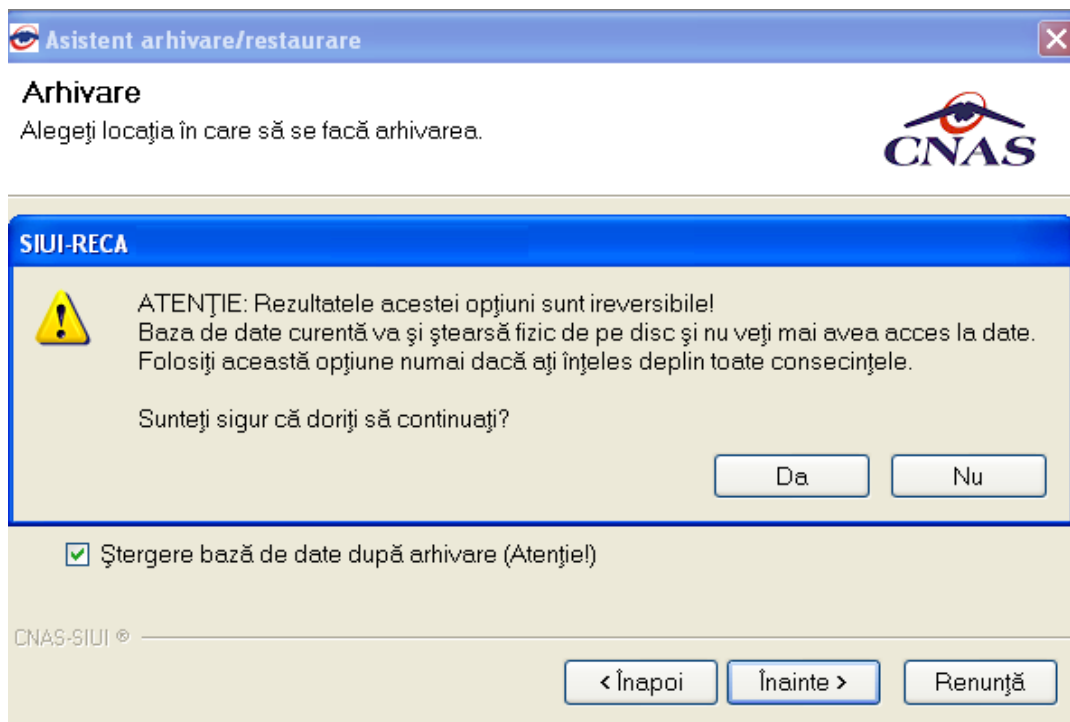 Asistent arhivare/restaurare
Arhivare
Alegeţi locaţia în care să se facă arhivarea.
CNAS
SIUI-RECA
ATENŢIE: Rezultatele acestei opţiuni sunt ireversibile!
Baza de date curentă va şi ştearsă fizic de pe disc şi nu veţi mai avea acces la date.
Folosiţi această opţiune numai dacă aţi înţeles deplin toate consecinţele.
Sunteţi sigur că doriţi să continuaţi?
Da Nu
Ştergere bază de date după arhivare (Atenţie!)
CNAS-SIUI ®
< Înapoi Înainte > Renunţă